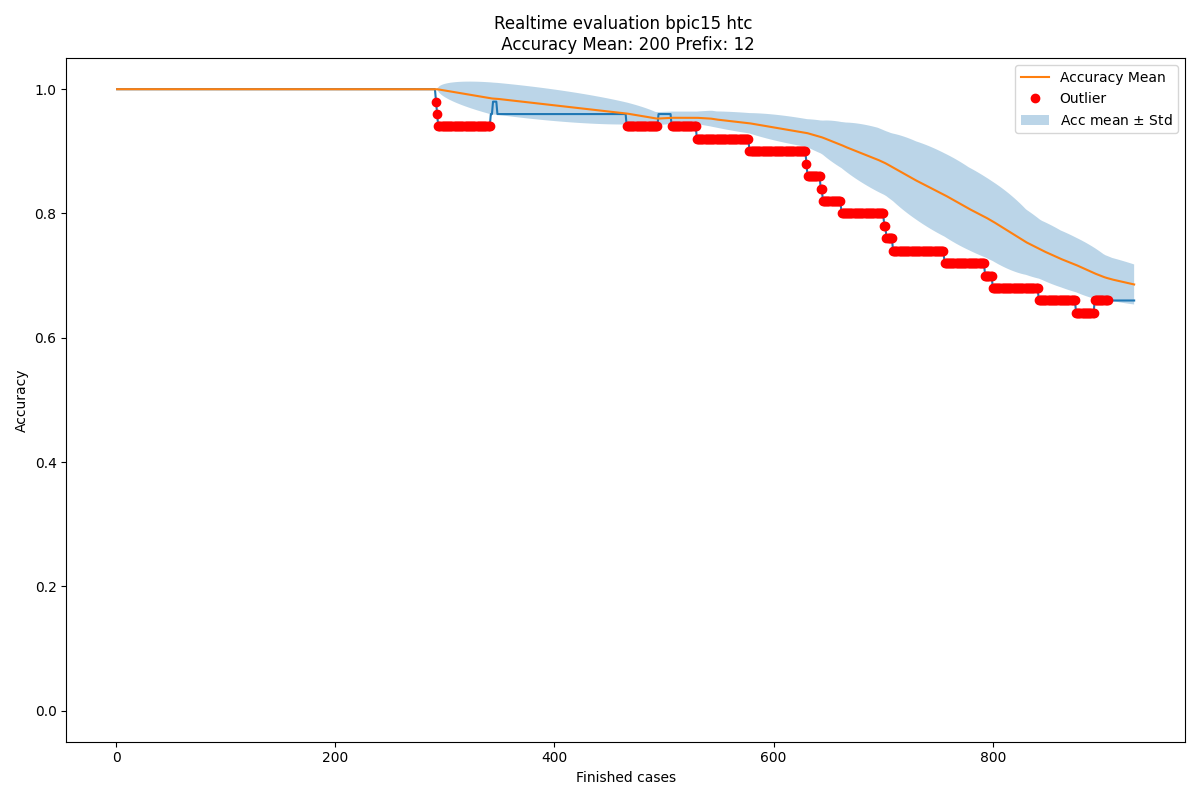 Realtime evaluation bpic15 htc
Accuracy Mean: 200 Prefix: 12
Accuracy Mean
Outlier
Acc mean ± Std
1.0
0.8
0.6
0.4
0.2
0.0
Accuracy
0 200 400 600 800
Finished cases